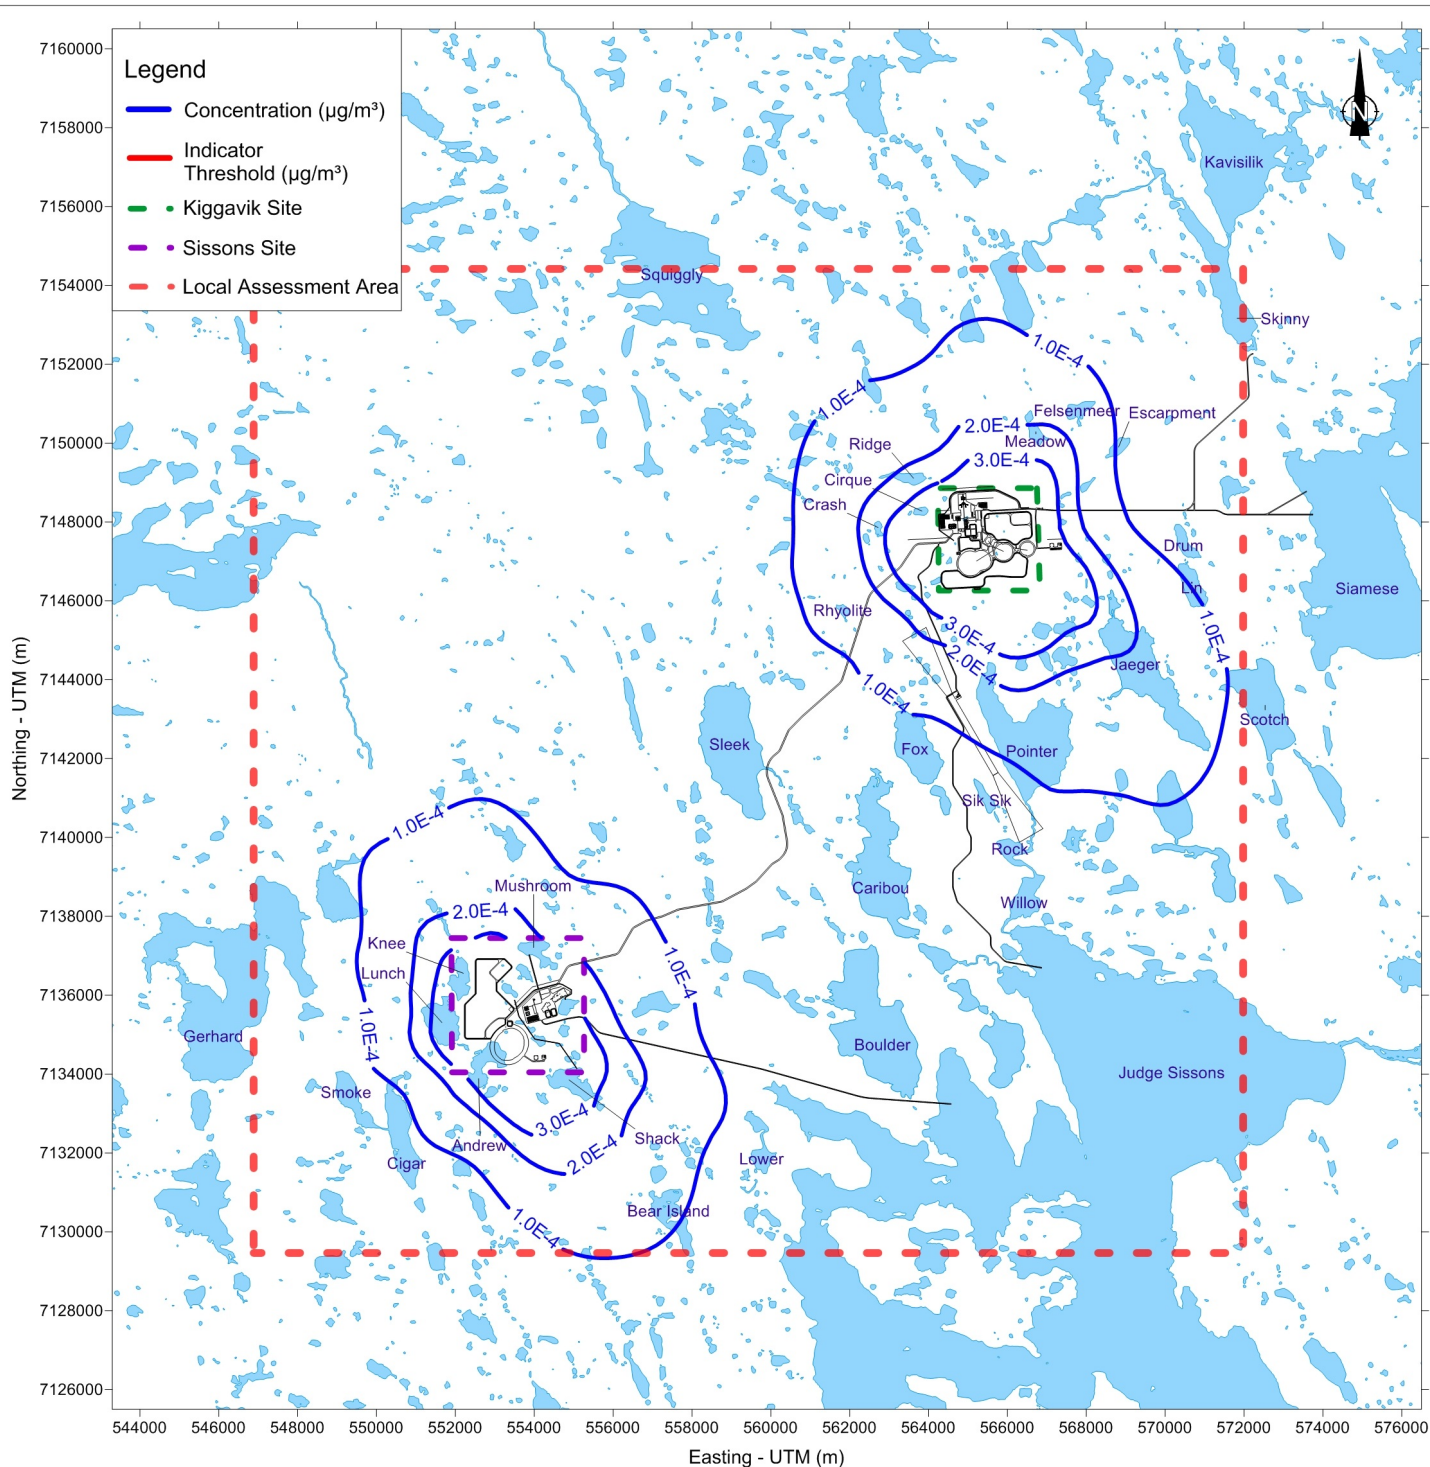 Legend
Concentration (µg/m³)
Indicator
Threshold (µg/m³)
Kiggavik Site
Sissons Site
Local Assessment Area
N
Kavisilik
Squiggly
Skinny
1.0E-4
1.0E-4
Felsenmeer
Escarpment
2.0E-4
Meadow
Ridge
3.0E-4
Cirque
Crash
Drum
Lin
Siamese
Rhyolite
3.0E-4
1.0E-4
2.0E-4
Jaeger
1.0E-4
Scotch
Sleek
Fox
Pointer
Sik Sik
1.0E-4
Rock
Mushroom
Caribou
Willow
2.0E-4
Knee
Lunch
1.0E-4
1.0E-4
Gerhard
Boulder
Judge Sissons
Smoke
3.0E-4
Shack
Andrew
2.0E-4
Cigar
Lower
Bear Island
1.0E-4
7160000
7158000
7156000
7154000
7152000
7150000
7148000
7146000
7144000
7142000
7140000
7138000
7136000
7134000
7132000
7130000
7128000
7126000
Northing - UTM (m)
544000 546000 548000 550000 552000 554000 556000 558000 560000 562000 564000 566000 568000 570000 572000 574000 576000
Easting - UTM (m)